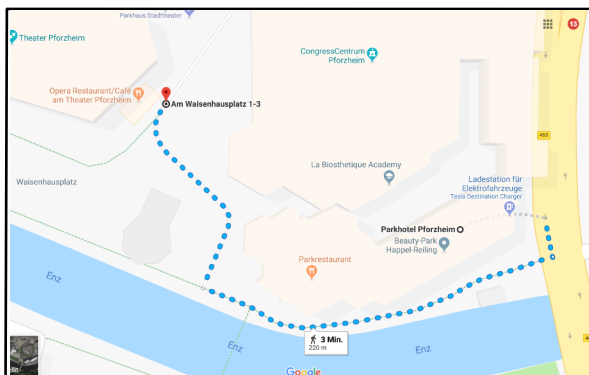 Parkhaus Stadttheater
13
Theater Pforzheim
CongressCentrum
Pforzheim
Opera Restaurant/Café
am Theater Pforzheim
Am Waisenhausplatz 1-3
463
La Biosthetique Academy
Ladestation für
Elektrofahrzeuge
Tesla Destination Charger
Waisenhausplatz
Parkhotel Pforzheim
Beauty-Park
Happel-Reiling
Parkrestaurant
Enz
3 Min.
220 m
Enz
Enz
Google